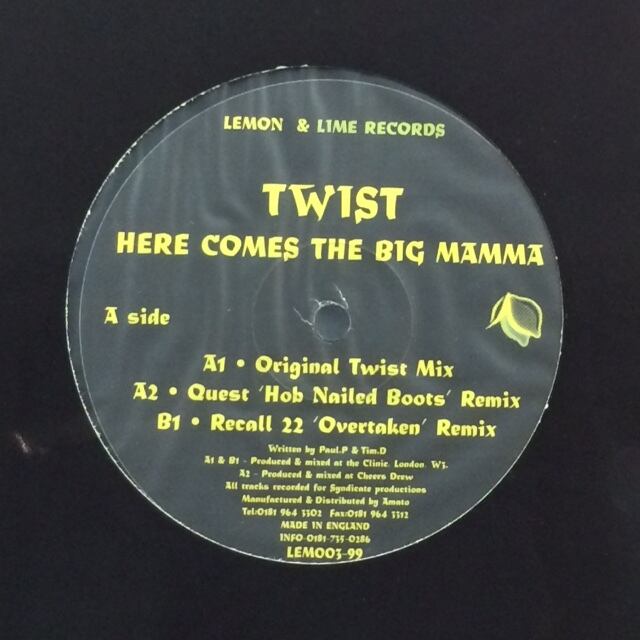 LEMON & LIME RECORDS
TWIST
HERE COMES THE BIG MAMMA
A side
A1 • Original Twist Mix
A2 • Quest 'Hob Nailed Boots' Remix
B1 • Recall 22 'Overtaken' Remix
Written by Paul.P & Tim.D
A1 & B1 - Produced & mixed at the Clinic. London. W3.
A2 - Produced & mixed at Cheers Drew
All tracks recorded for Syndicate productions
Manufactured & Distributed by Amato
Tel:0181 964 3302 Fax:0181 964 3312
MADE IN ENGLAND
INFO-0181-735-0286
LEM003-99